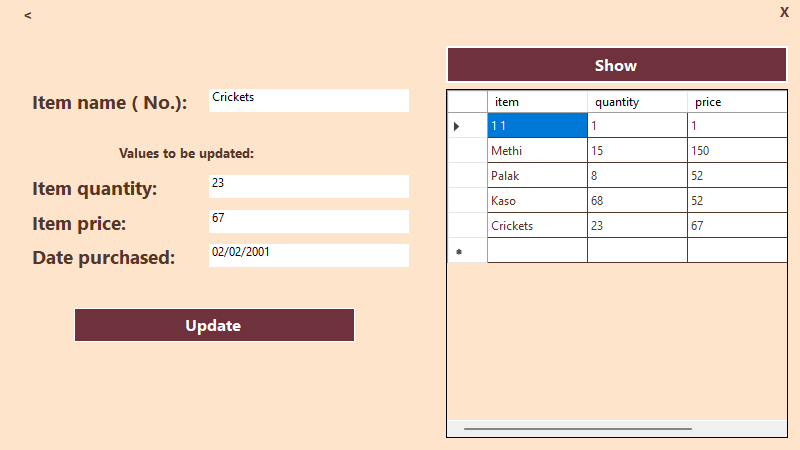 <
X
Item name ( No.):
Crickets
Values to be updated:
Item quantity:
23
Item price:
67
Date purchased:
02/02/2001
Update
Show
item quantity price
1 1 1 1
Methi 15 150
Palak 8 52
Kaso 68 52
Crickets 23 67